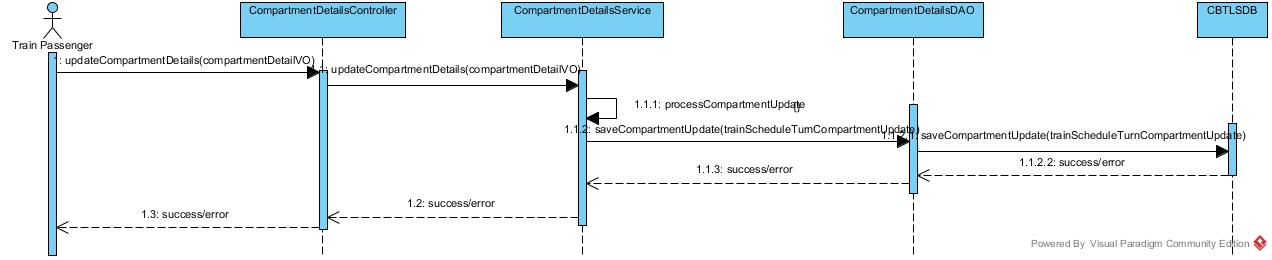 CompartmentDetailsController
CompartmentDetailsService
CompartmentDetailsDAO
CBTLSDB
Train Passenger
1: updateCompartmentDetails(compartmentDetailVO)
updateCompartmentDetails(compartmentDetailVO)
1.1.1: processCompartmentUpdate()
1.1.2: saveCompartmentUpdate(trainScheduleTurnCompartmentUpdate)
saveCompartmentUpdate(trainScheduleTurnCompartmentUpdate)
1.1.2.2: success/error
1.1.3: success/error
1.2: success/error
1.3: success/error
Powered By Visual Paradigm Community Edition